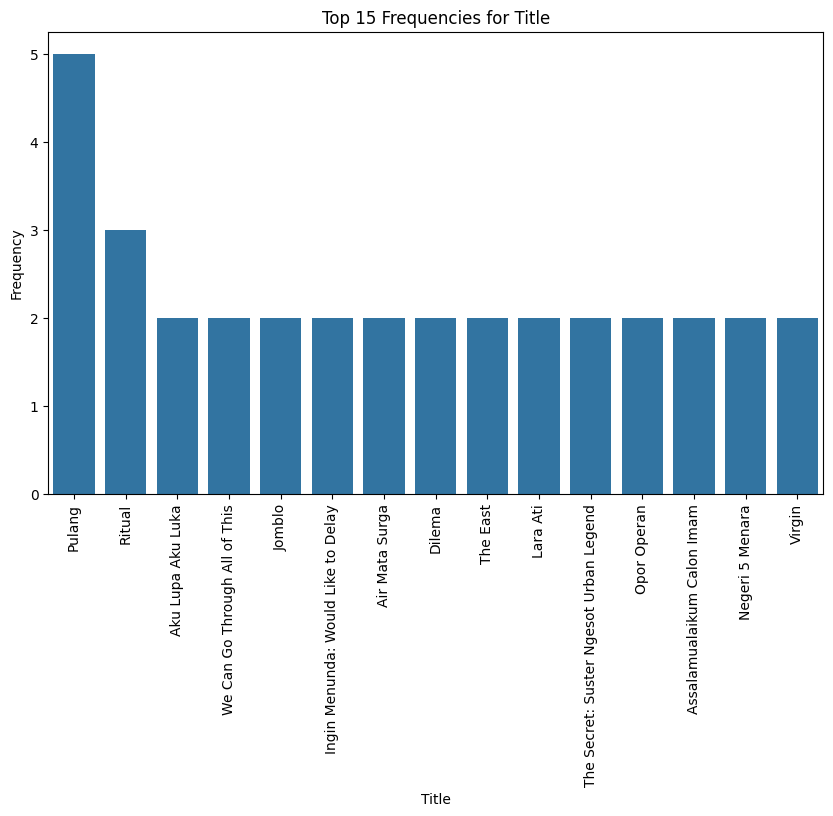 Top 15 Frequencies for Title
Frequency
5
4
3
2
1
0
Pulang
Ritual
Aku Lupa Aku Luka
We Can Go Through All of This
Jomblo
Ingin Menunda: Would Like to Delay
Air Mata Surga
Dilema
The East
Lara Ati
The Secret: Suster Ngesot Urban Legend
Opor Operan
Assalamualaikum Calon Imam
Negeri 5 Menara
Virgin
Title